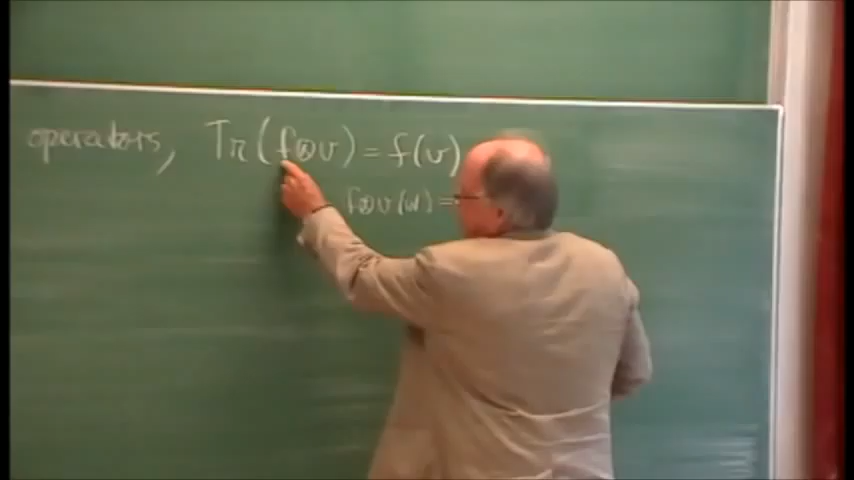 operators, Tr(f⊗v) = f(v)
f⊗v(w) =